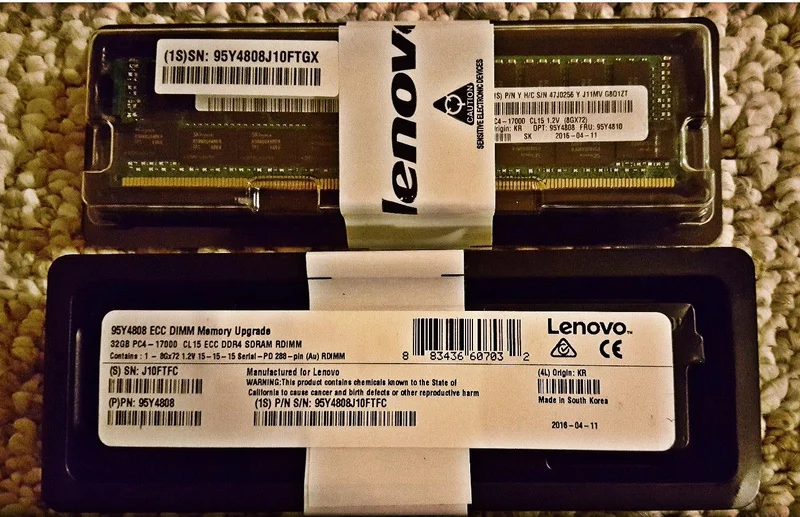 (1S)SN: 95Y4808J10FTGX
lenovo
CAUTION
SENSITIVE ELECTRONIC DEVICES
1S) P/N Y H/C S/N 47J0256 Y J11MV G8O1ZT
C4-17000 CL15 1.2V (8GX72)
rigin: KR OPT: 95Y4808 FRU: 95Y4810
SK 2016-04-11
95Y4808 ECC DIMM Memory Upgrade
32GB PC4-17000 CL15 ECC DDR4 SDRAM RDIMM
Contains : 1 - 8Gx72 1.2V 15-15-15 Serial-PD 288-pin (Au) RDIMM
8 83436 60703 2
Lenovo™
CE
(S) SN: J10FTFC
Manufactured for Lenovo
WARNING:This product contains chemicals known to the State of
California to cause cancer and birth defects or other reproductive harm
(4L) Origin: KR
Made in South Korea
(P)PN: 95Y4808
(1S) P/N S/N: 95Y4808J10FTFC
2016-04-11